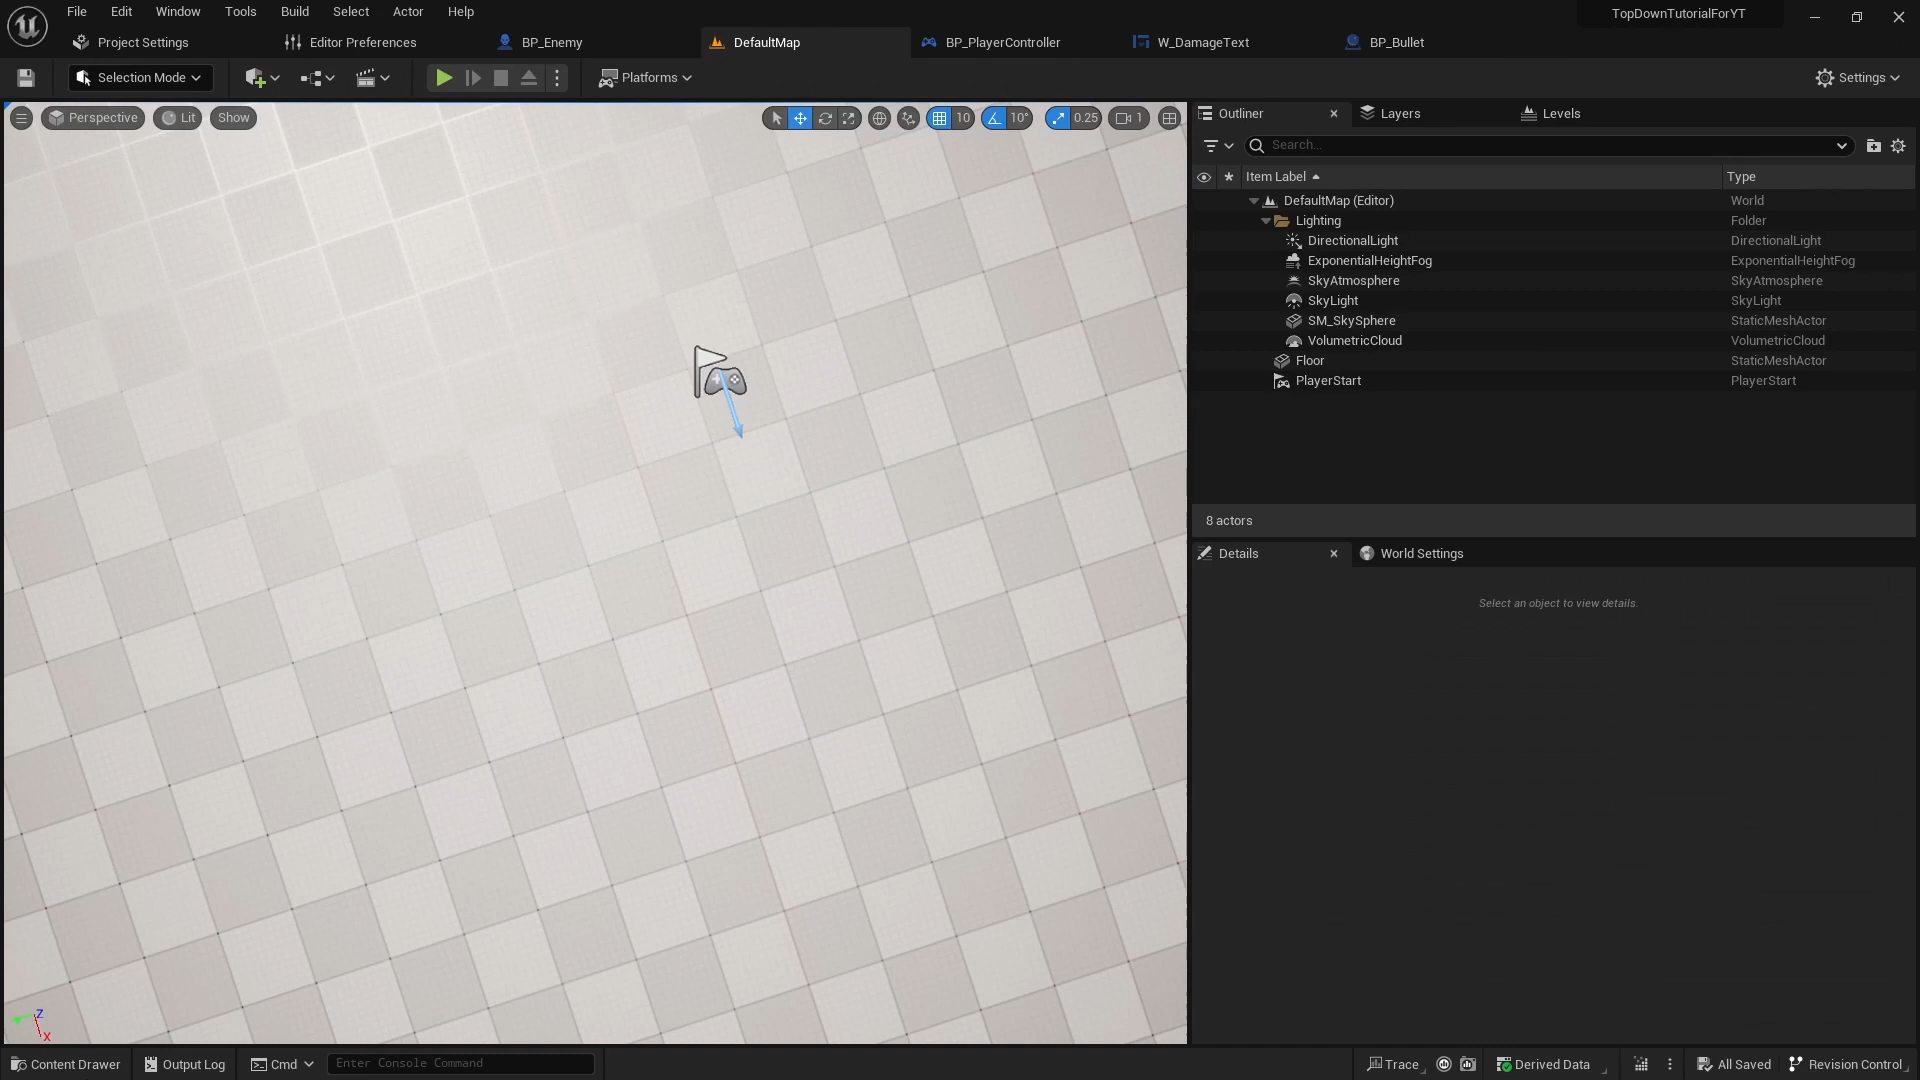 File Edit Window Tools Build Select Actor Help
TopDownTutorialForYT
Project Settings Editor Preferences BP_Enemy DefaultMap BP_PlayerController W_DamageText BP_Bullet
Selection Mode Platforms Settings
Perspective Lit Show 10 10° 0.25 1
Outliner Layers Levels
Search...
Item Label Type
DefaultMap (Editor) World
Lighting Folder
DirectionalLight DirectionalLight
ExponentialHeightFog ExponentialHeightFog
SkyAtmosphere SkyAtmosphere
SkyLight SkyLight
SM_SkySphere StaticMeshActor
VolumetricCloud VolumetricCloud
Floor StaticMeshActor
PlayerStart PlayerStart
8 actors
Details World Settings
Select an object to view details.
Z
X
Content Drawer Output Log Cmd Enter Console Command Trace Derived Data All Saved Revision Control